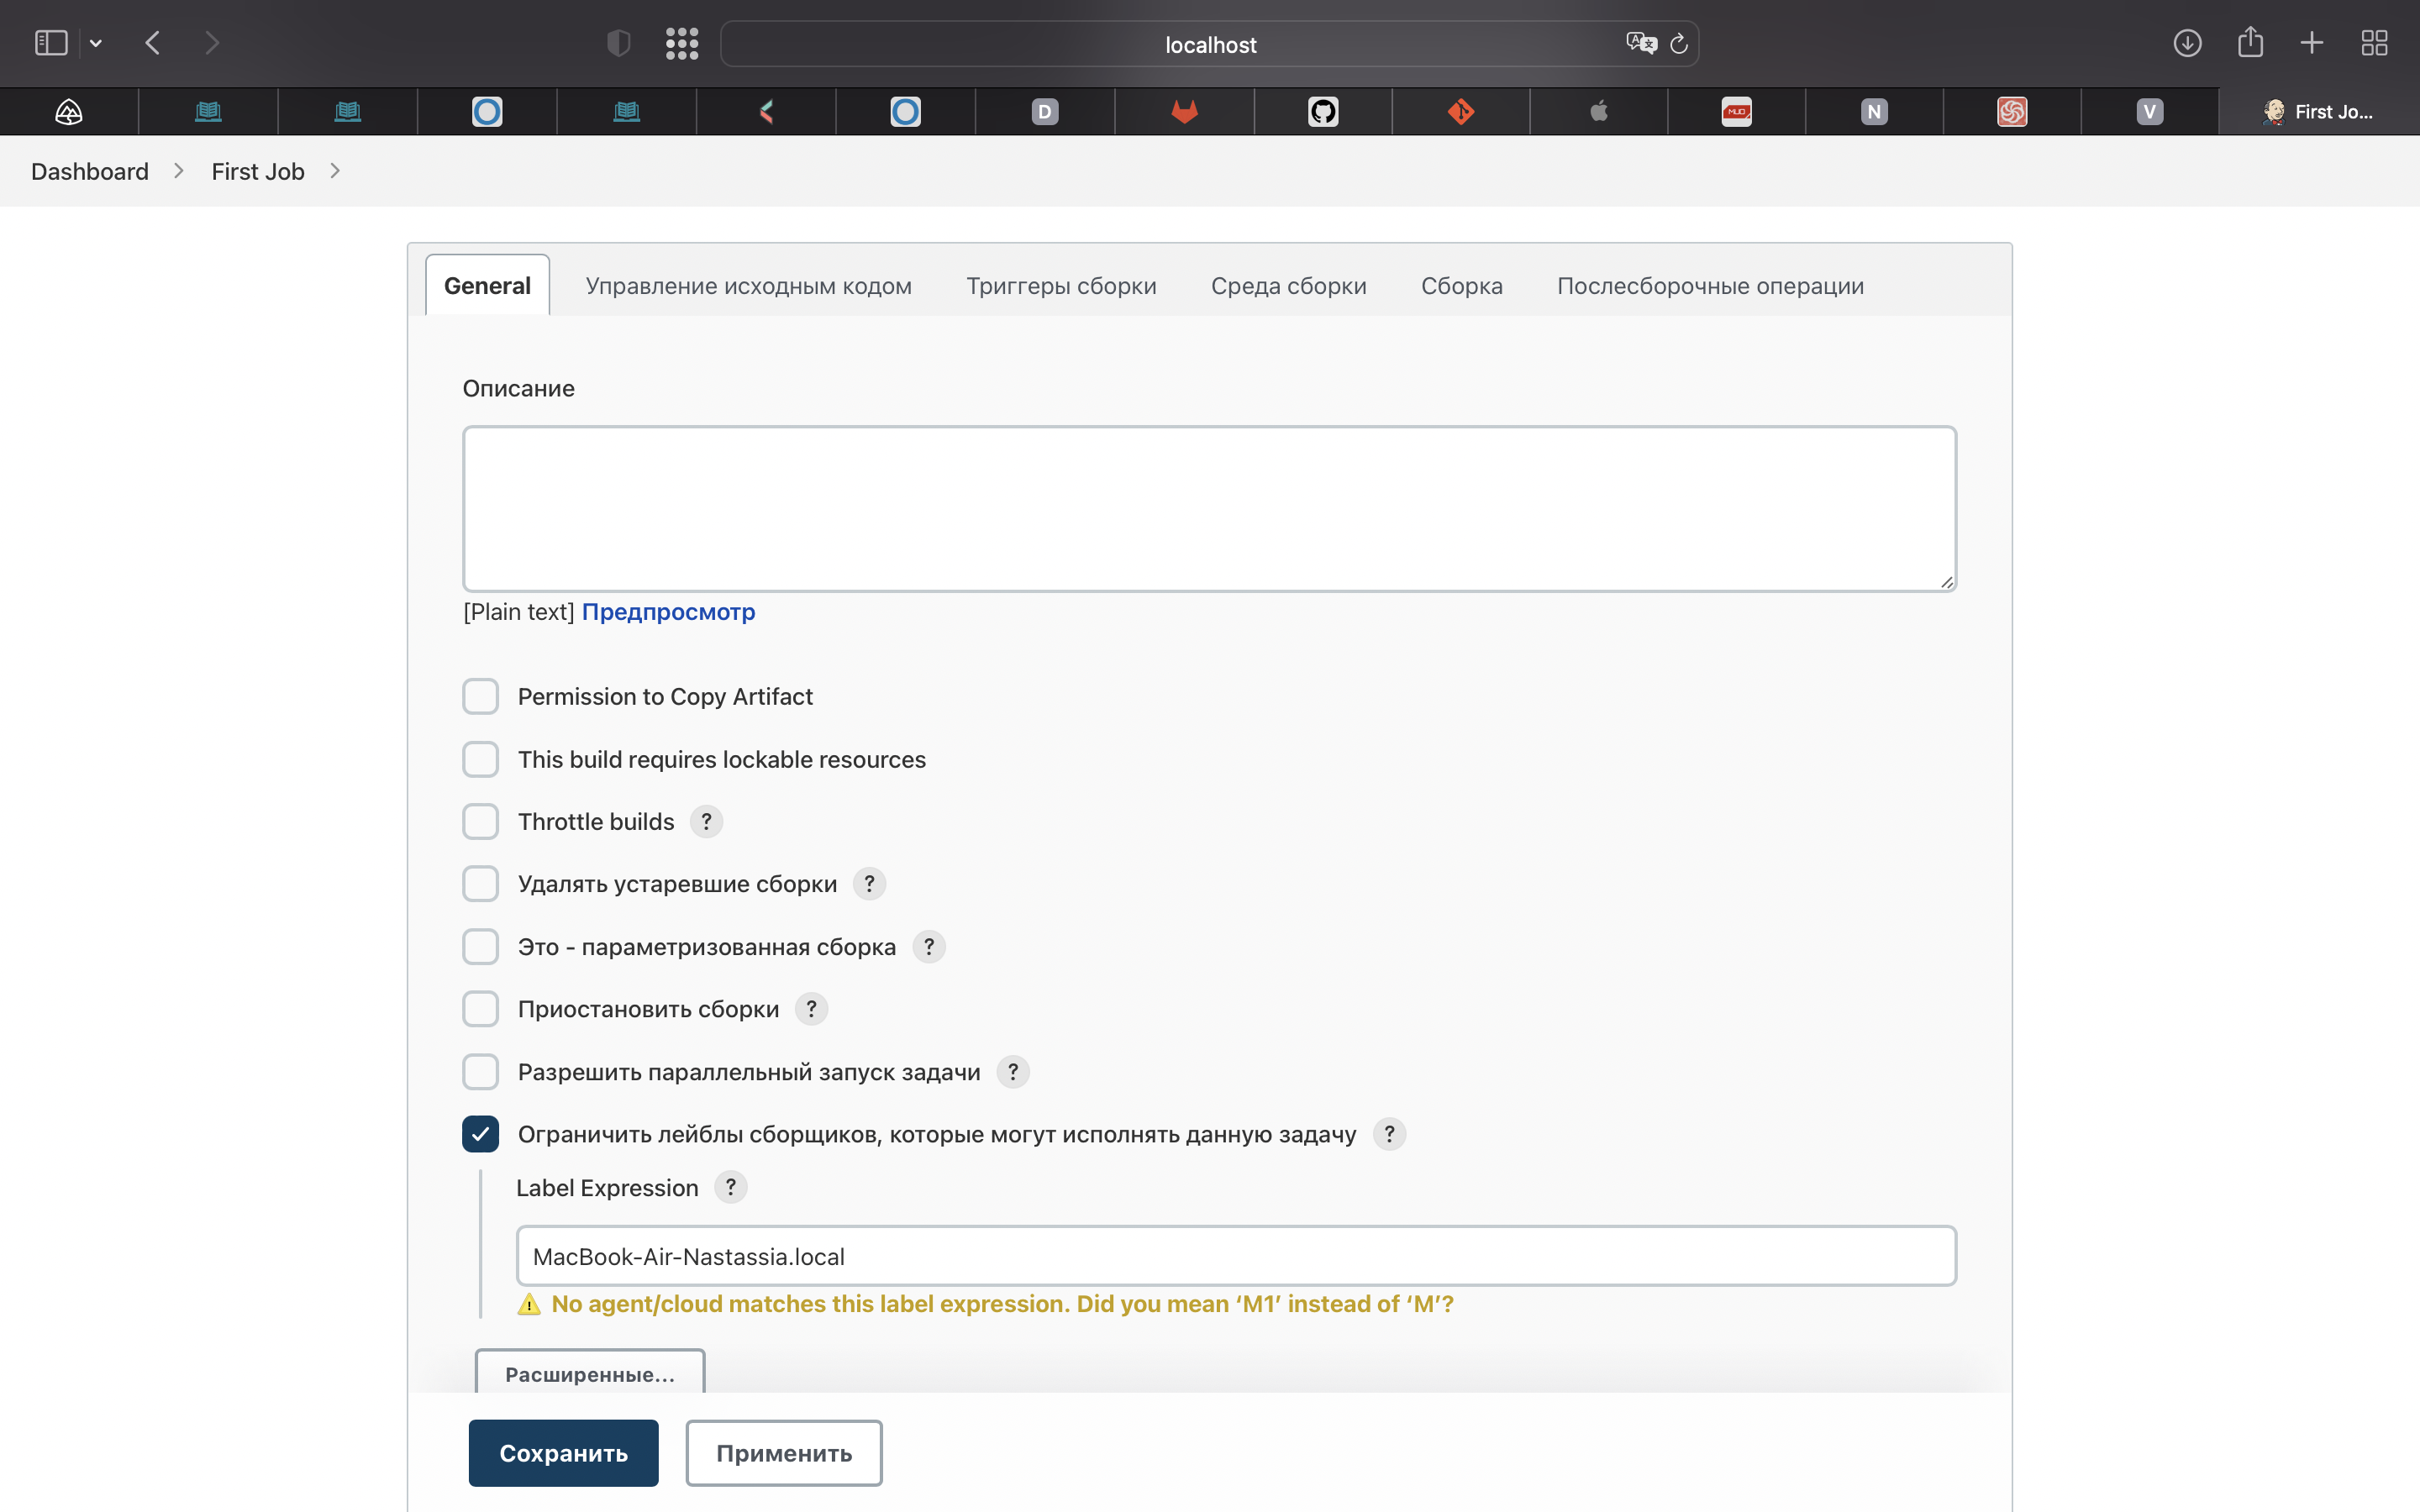 localhost
D
MUD
N
V
First Jo...
Dashboard
First Job
General
Управление исходным кодом
Триггеры сборки
Среда сборки
Сборка
Послесборочные операции
Описание
[Plain text] Предпросмотр
Permission to Copy Artifact
This build requires lockable resources
Throttle builds ?
Удалять устаревшие сборки ?
Это - параметризованная сборка ?
Приостановить сборки ?
Разрешить параллельный запуск задачи ?
Ограничить лейблы сборщиков, которые могут исполнять данную задачу ?
Label Expression ?
MacBook-Air-Nastassia.local
No agent/cloud matches this label expression. Did you mean ‘M1’ instead of ‘M’?
Расширенные...
Сохранить
Применить